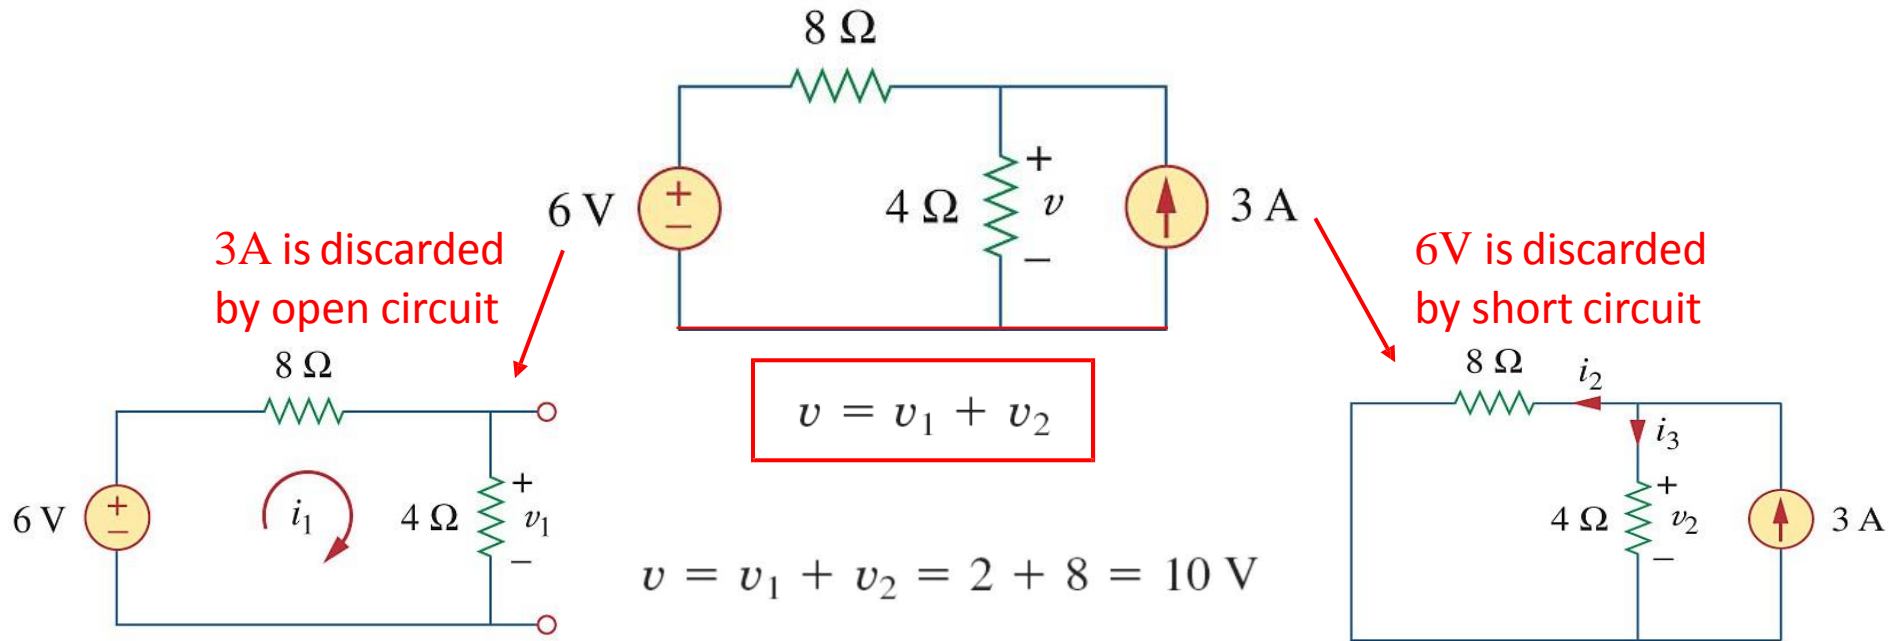 8 Ω
6 V
+
−
4 Ω
+
v
−
3 A
3A is discarded
by open circuit
6V is discarded
by short circuit
8 Ω
6 V
+
−
i₁
4 Ω
+
v₁
−
v = v₁ + v₂
v = v₁ + v₂ = 2 + 8 = 10 V
8 Ω
i₂
i₃
4 Ω
+
v₂
−
3 A